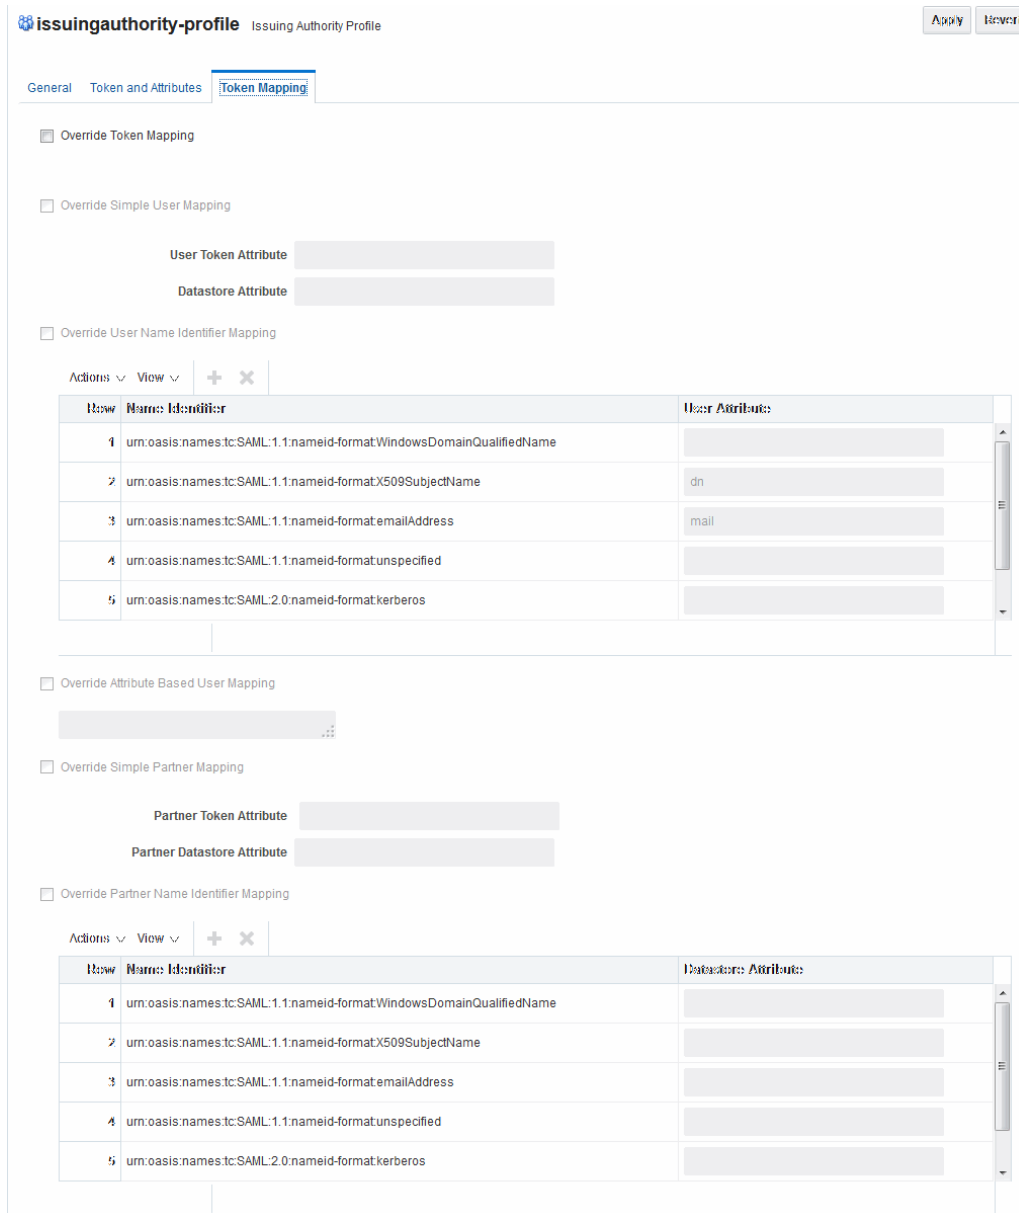 issuingauthority-profile Issuing Authority Profile
Apply
General Token and Attributes Token Mapping
Override Token Mapping
Override Simple User Mapping
User Token Attribute
Datastore Attribute
Override User Name Identifier Mapping
Actions View
Row Name Identifier User Attribute
1 urn:oasis:names:tc:SAML:1.1:nameid-format:WindowsDomainQualifiedName
2 urn:oasis:names:tc:SAML:1.1:nameid-format:X509SubjectName dn
3 urn:oasis:names:tc:SAML:1.1:nameid-format:emailAddress mail
4 urn:oasis:names:tc:SAML:1.1:nameid-format:unspecified
5 urn:oasis:names:tc:SAML:2.0:nameid-format:kerberos
Override Attribute Based User Mapping
Override Simple Partner Mapping
Partner Token Attribute
Partner Datastore Attribute
Override Partner Name Identifier Mapping
Actions View
Row Name Identifier Datastore Attribute
1 urn:oasis:names:tc:SAML:1.1:nameid-format:WindowsDomainQualifiedName
2 urn:oasis:names:tc:SAML:1.1:nameid-format:X509SubjectName
3 urn:oasis:names:tc:SAML:1.1:nameid-format:emailAddress
4 urn:oasis:names:tc:SAML:1.1:nameid-format:unspecified
5 urn:oasis:names:tc:SAML:2.0:nameid-format:kerberos